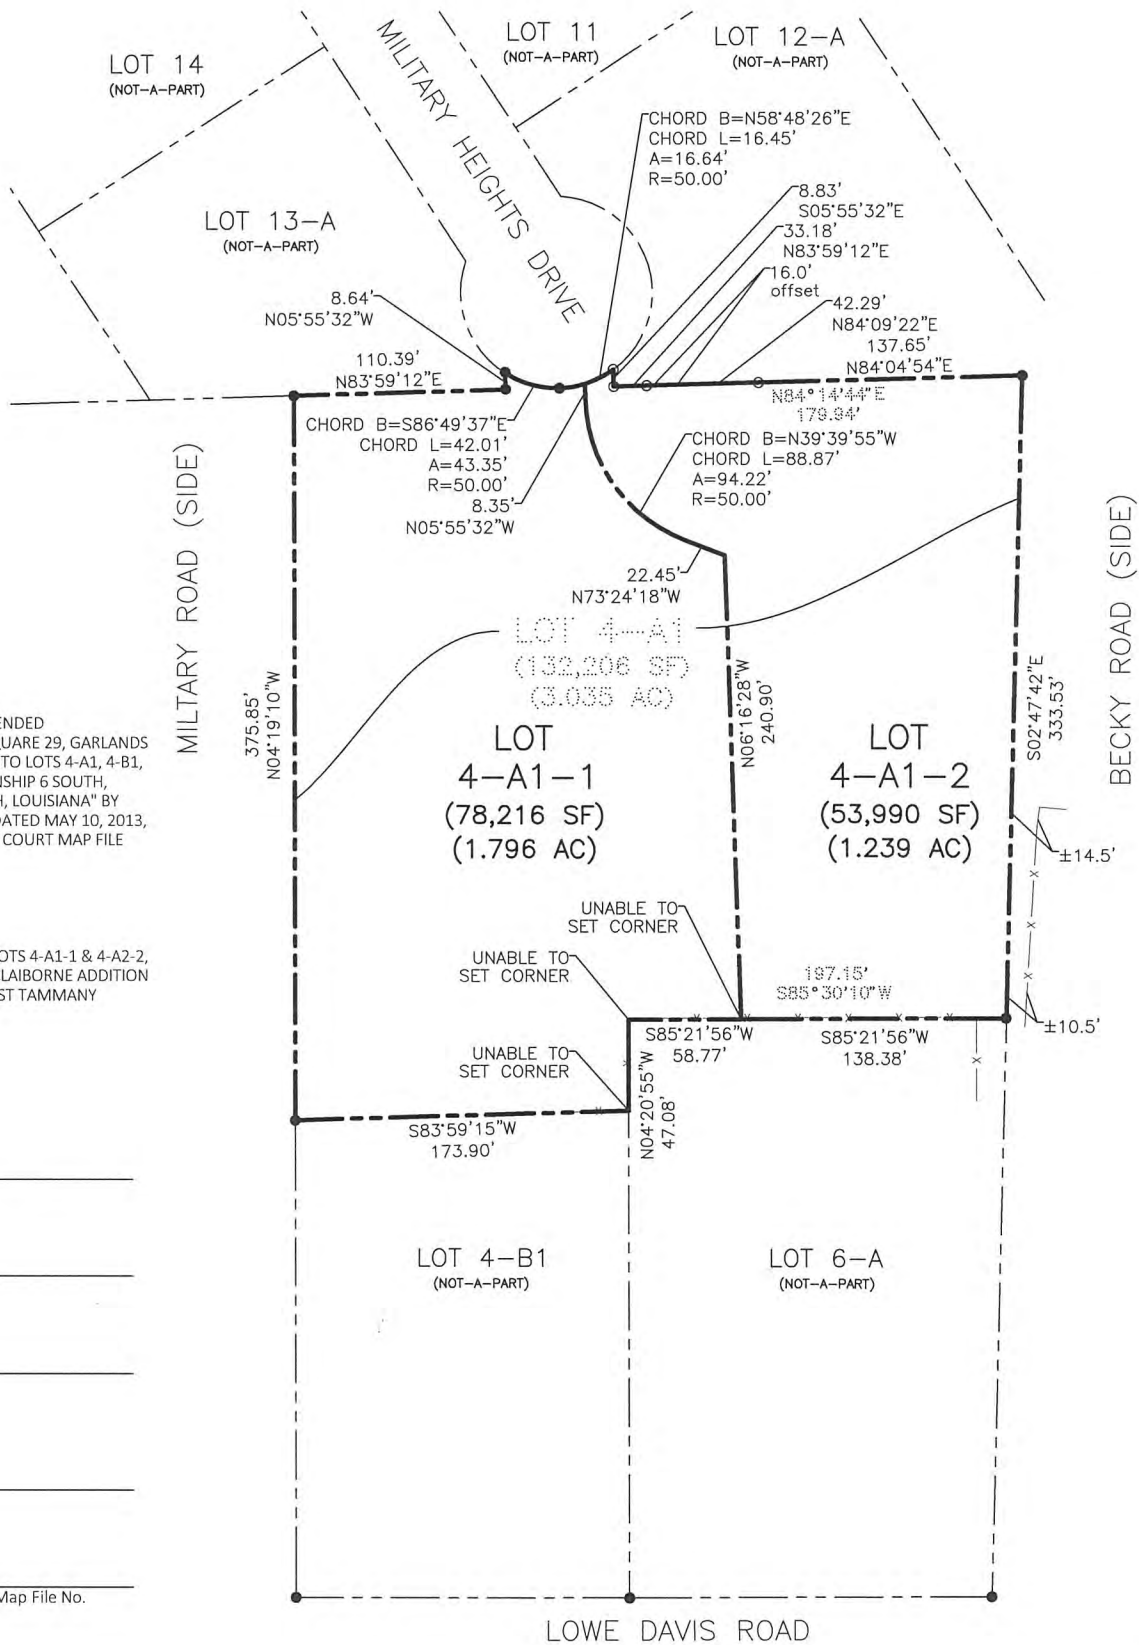 LOT 14
(NOT-A-PART)
LOT 11
(NOT-A-PART)
LOT 12-A
(NOT-A-PART)
MILITARY HEIGHTS DRIVE
CHORD B=N58°48'26"E
CHORD L=16.45'
A=16.64'
R=50.00'
LOT 13-A
(NOT-A-PART)
8.83'
S05°55'32"E
33.18'
N83°59'12"E
16.0'
offset
42.29'
N84°09'22"E
137.65'
N84°04'54"E
8.64'
N05°55'32"W
110.39'
N83°59'12"E
N84°14'44"E
179.94'
CHORD B=S86°49'37"E
CHORD L=42.01'
A=43.35'
R=50.00'
8.35'
N05°55'32"W
CHORD B=N39°39'55"W
CHORD L=88.87'
A=94.22'
R=50.00'
MILITARY ROAD (SIDE)
BECKY ROAD (SIDE)
22.45'
N73°24'18"W
LOT 4-A1
(132,206 SF)
(3.035 AC)
375.85'
N04°19'10"W
N06°16'28"W
240.90'
S02°47'42"E
333.53'
ENDED
UARE 29, GARLANDS
TO LOTS 4-A1, 4-B1,
NSHIP 6 SOUTH,
H, LOUISIANA" BY
DATED MAY 10, 2013,
COURT MAP FILE
LOT
4-A1-1
(78,216 SF)
(1.796 AC)
LOT
4-A1-2
(53,990 SF)
(1.239 AC)
±14.5'
OTS 4-A1-1 & 4-A2-2,
LAIBORNE ADDITION
ST TAMMANY
UNABLE TO
SET CORNER
UNABLE TO
SET CORNER
197.15'
S85°30'10"W
±10.5'
S85°21'56"W
58.77'
S85°21'56"W
138.38'
UNABLE TO
SET CORNER
N04°20'55"W
47.08'
S83°59'15"W
173.90'
LOT 4-B1
(NOT-A-PART)
LOT 6-A
(NOT-A-PART)
Map File No.
LOWE DAVIS ROAD